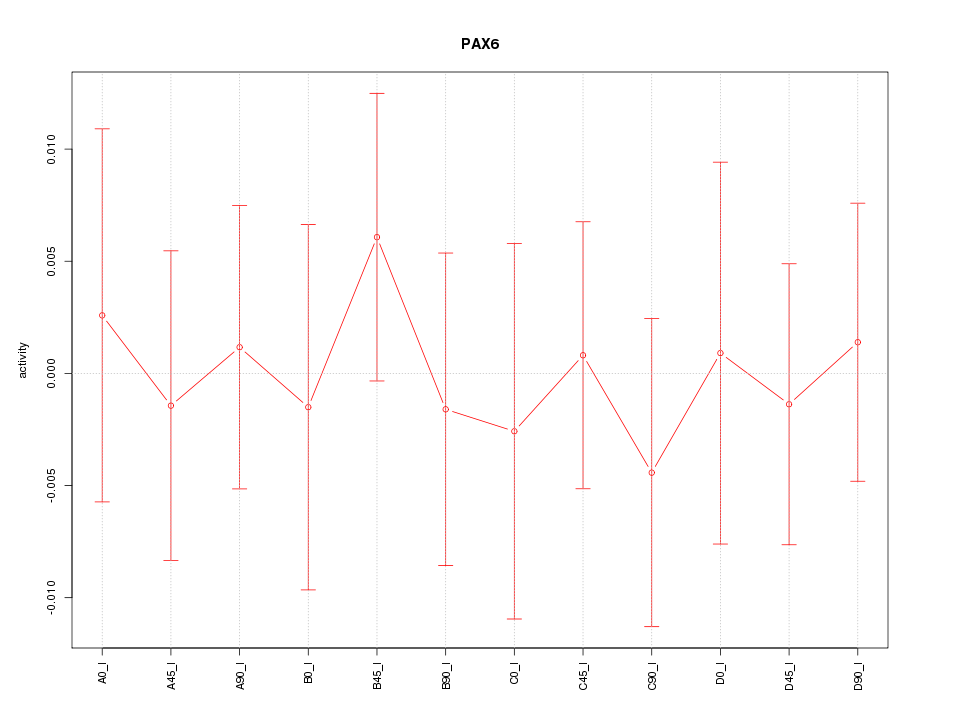 PAX6
activity
0.010
0.005
0.000
-0.005
-0.010
A0_I
A45_I
A90_I
B0_I
B45_I
B90_I
C0_I
C45_I
C90_I
D0_I
D45_I
D90_I